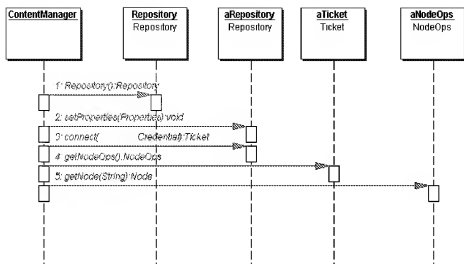 ContentManager
Repository
Repository
aRepository
Repository
aTicket
Ticket
aNodeOps
NodeOps
1: Repository():Repository
2: setProperties(Properties):void
3: connect( Credential):Ticket
4: getNodeOps():NodeOps
5: getNode(String):Node